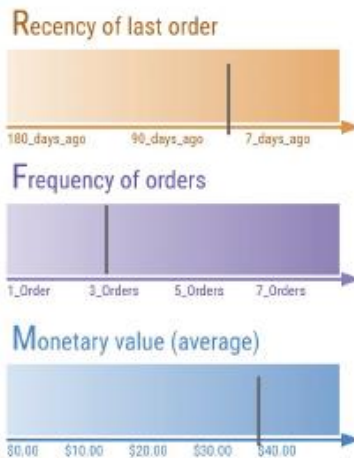 Recency of last order
180_days_ago 90_days_ago 7_days_ago
Frequency of orders
1_Order 3_Orders 5_Orders 7_Orders
Monetary value (average)
$0.00 $10.00 $20.00 $30.00 $40.00